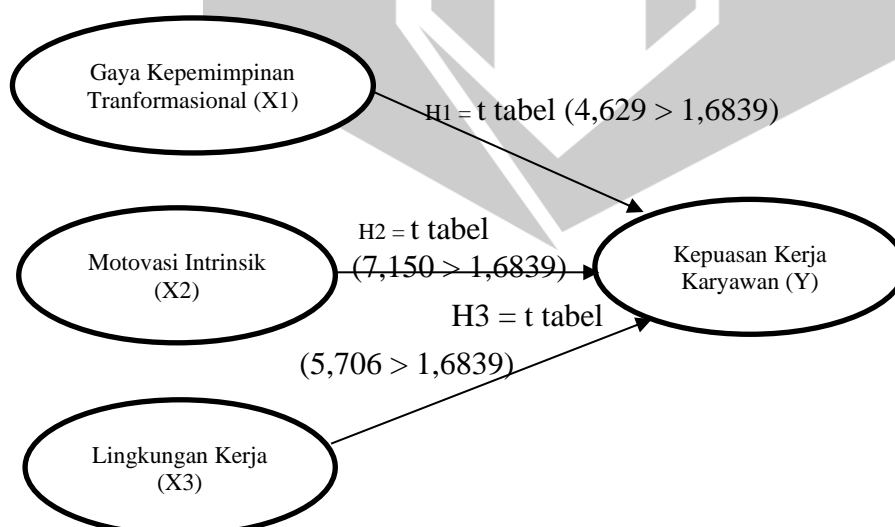 Gaya Kepemimpinan
Tranformasional (X1)
H1 = t tabel (4,629 > 1,6839)
Motovasi Intrinsik
(X2)
H2 = t tabel
(7,150 > 1,6839)
Kepuasan Kerja
Karyawan (Y)
H3 = t tabel
(5,706 > 1,6839)
Lingkungan Kerja
(X3)